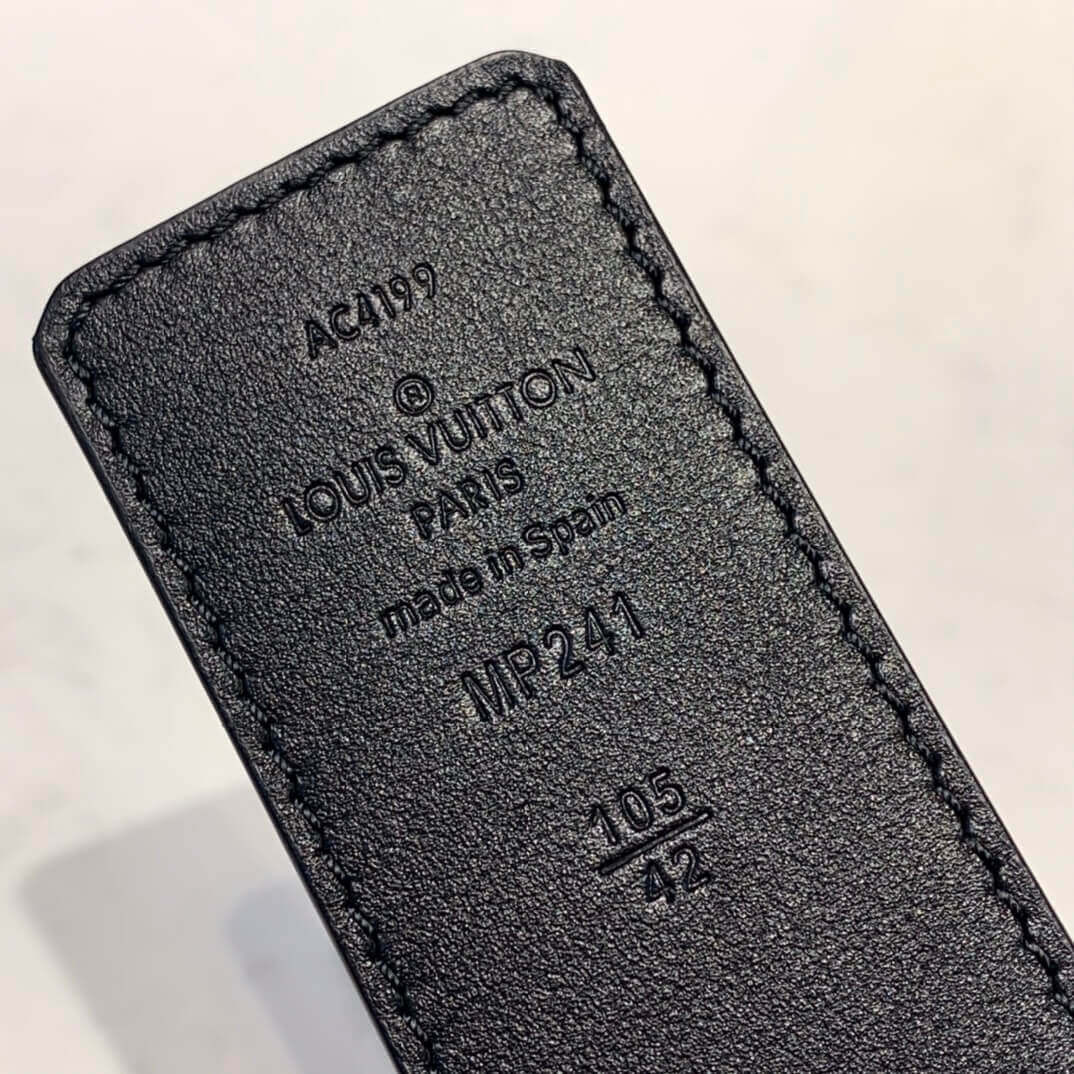 AC4199
®
LOUIS VUITTON
PARIS
made in Spain
MP241
105
42